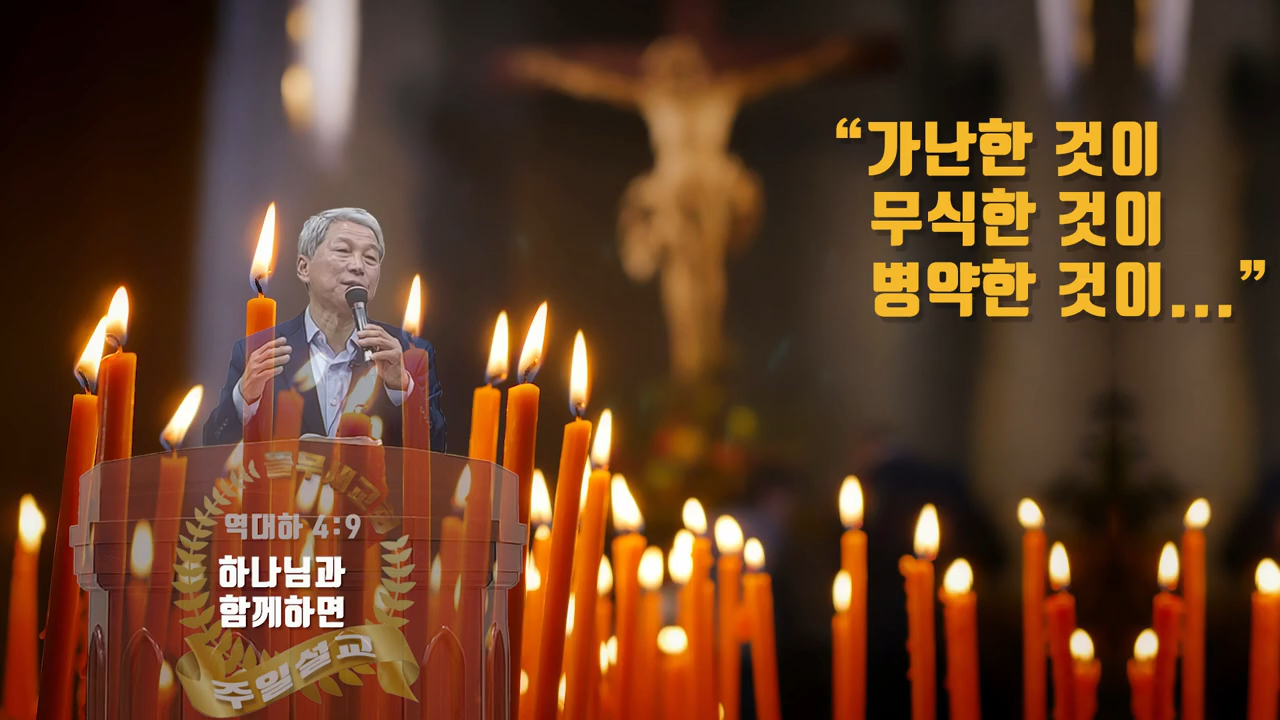 “가난한 것이
무식한 것이
병약한 것이...”
역대하 4:9
하나님과
함께하면
주일설교